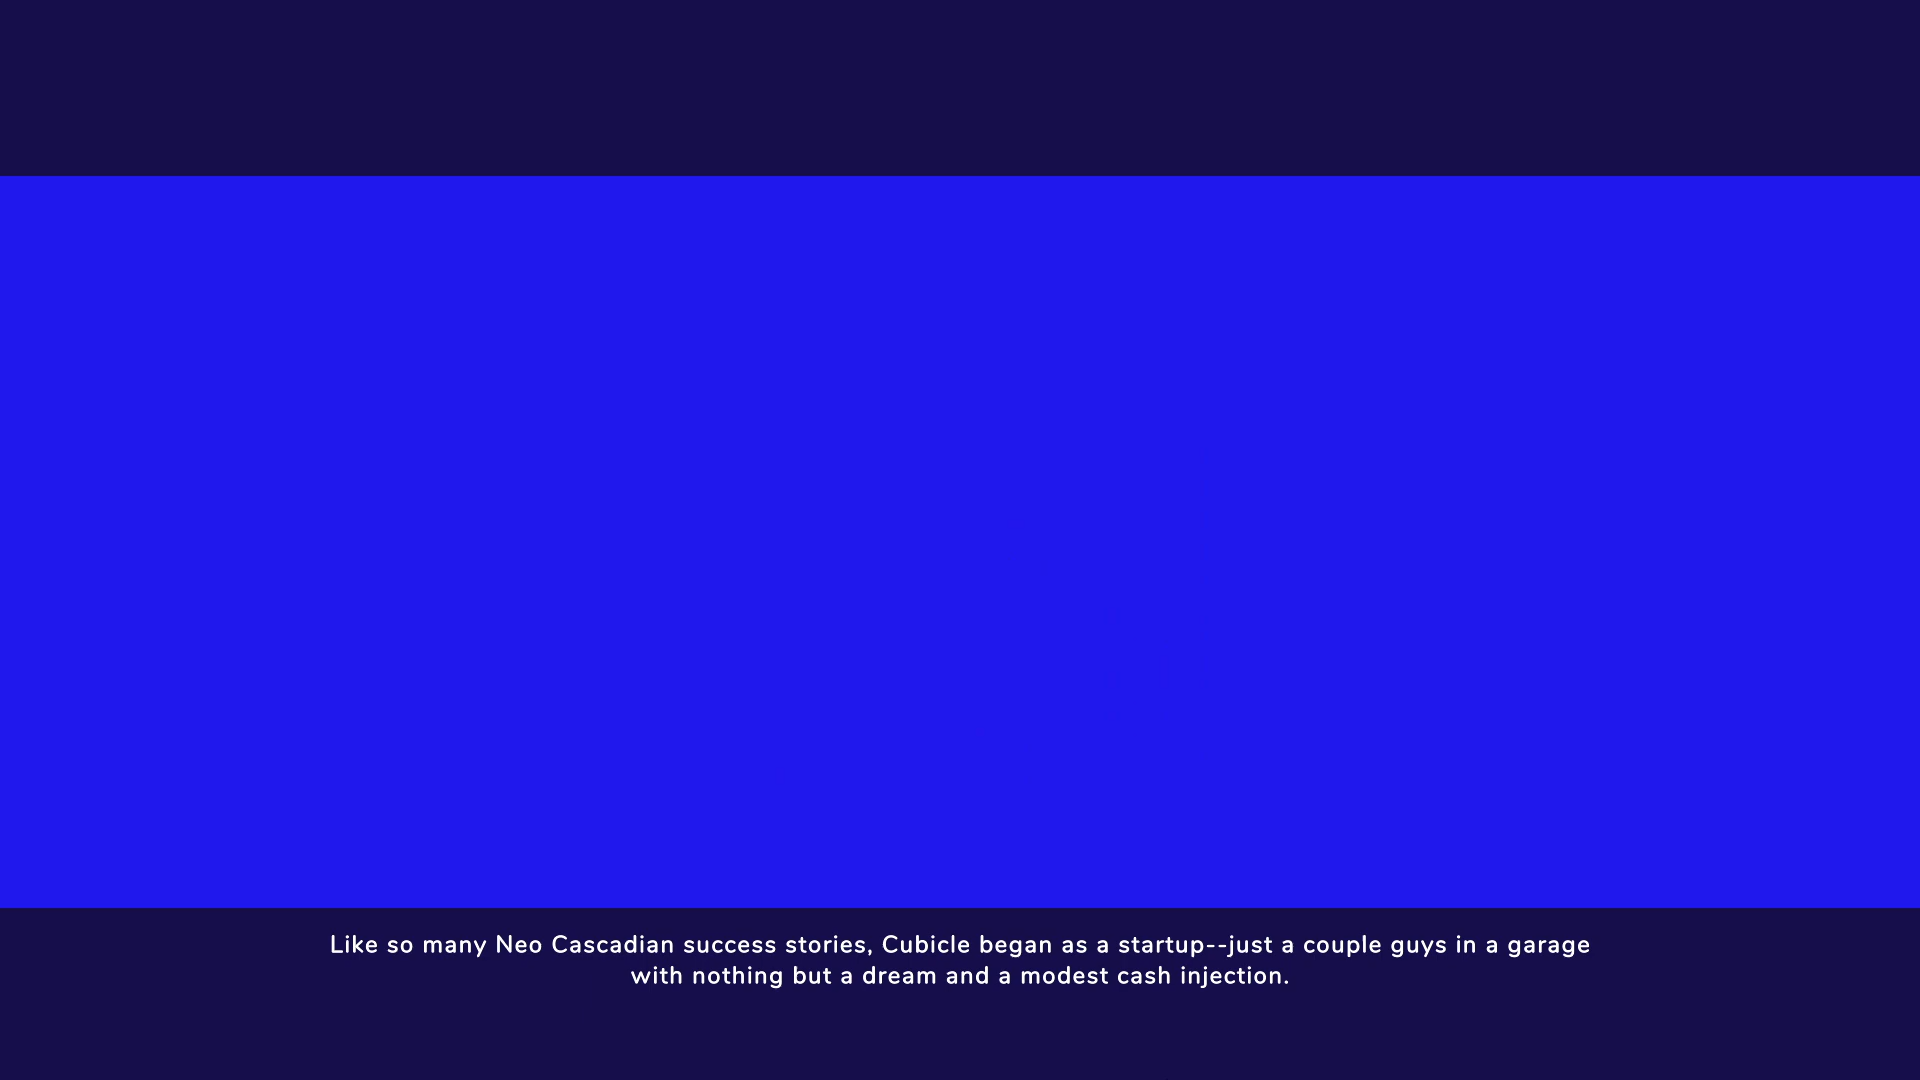 Like so many Neo Cascadian success stories, Cubicle began as a startup--just a couple guys in a garage
with nothing but a dream and a modest cash injection.